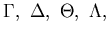 Γ, Δ, Θ, Λ,